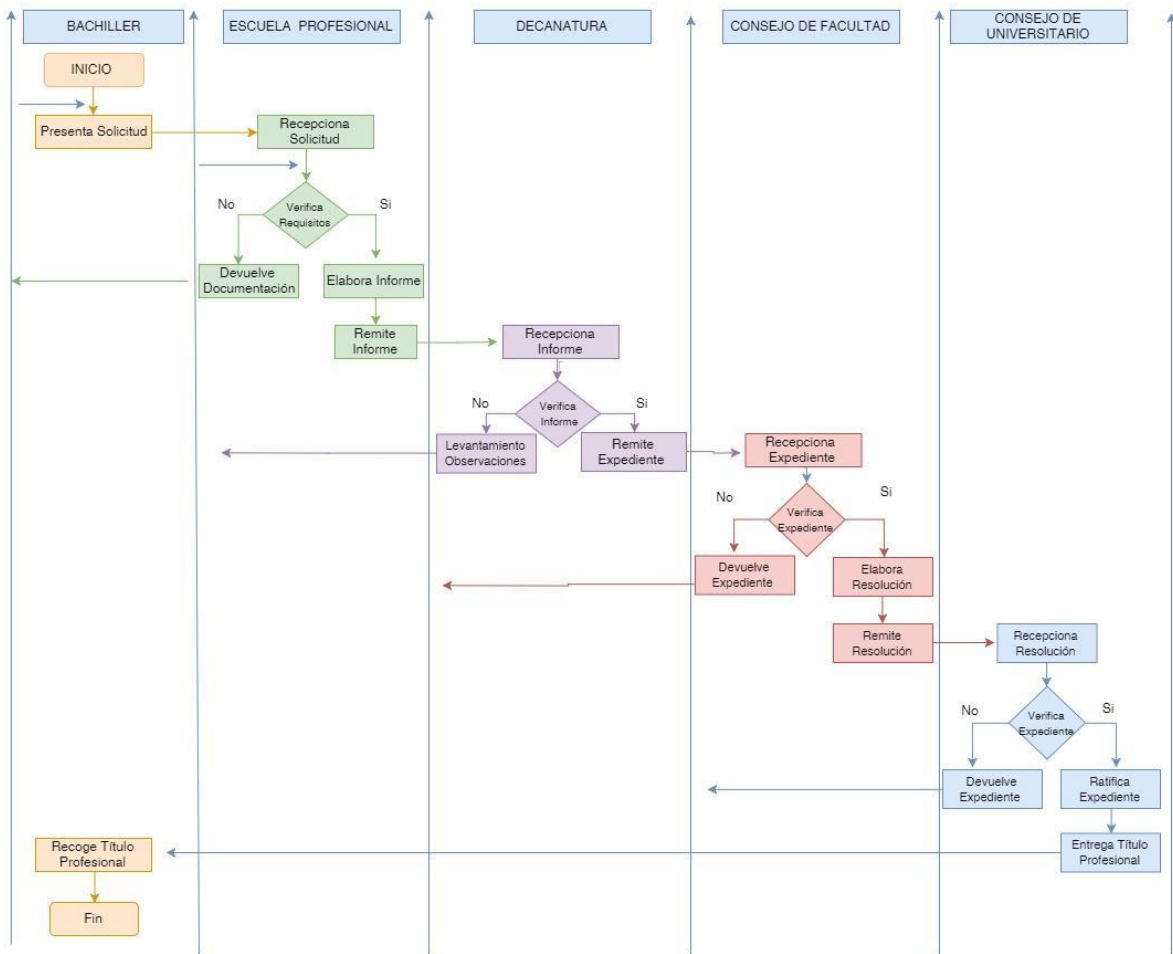 BACHILLER
ESCUELA PROFESIONAL
DECANATURA
CONSEJO DE FACULTAD
CONSEJO DE
UNIVERSITARIO
INICIO
Presenta Solicitud
Recepciona
Solicitud
No
Si
Verifica
Requisitos
Devuelve
Documentación
Elabora Informe
Remite
Informe
Recepciona
Informe
No
Si
Verifica
Informe
Levantamiento
Observaciones
Remite
Expediente
Recepciona
Expediente
No
Si
Verifica
Expediente
Devuelve
Expediente
Elabora
Resolución
Remite
Resolución
Recepciona
Resolución
No
Si
Verifica
Expediente
Devuelve
Expediente
Ratifica
Expediente
Entrega Título
Profesional
Recoge Título
Profesional
Fin